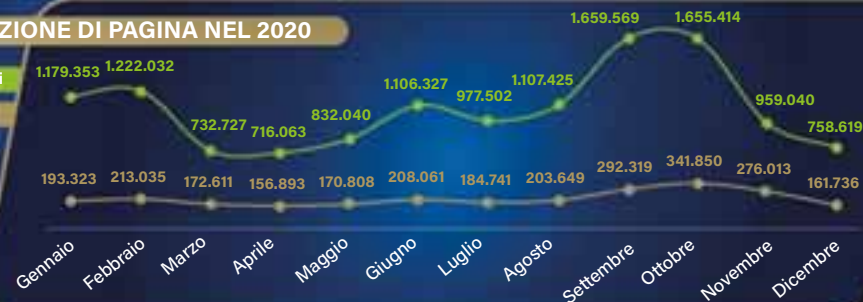 ZIONE DI PAGINA NEL 2020
i
1.179.353 1.222.032 732.727 716.063 832.040 1.106.327 977.502 1.107.425 1.659.569 1.655.414 959.040 758.619
193.323 213.035 172.611 156.893 170.808 208.061 184.741 203.649 292.319 341.850 276.013 161.736
Gennaio Febbraio Marzo Aprile Maggio Giugno Luglio Agosto Settembre Ottobre Novembre Dicembre